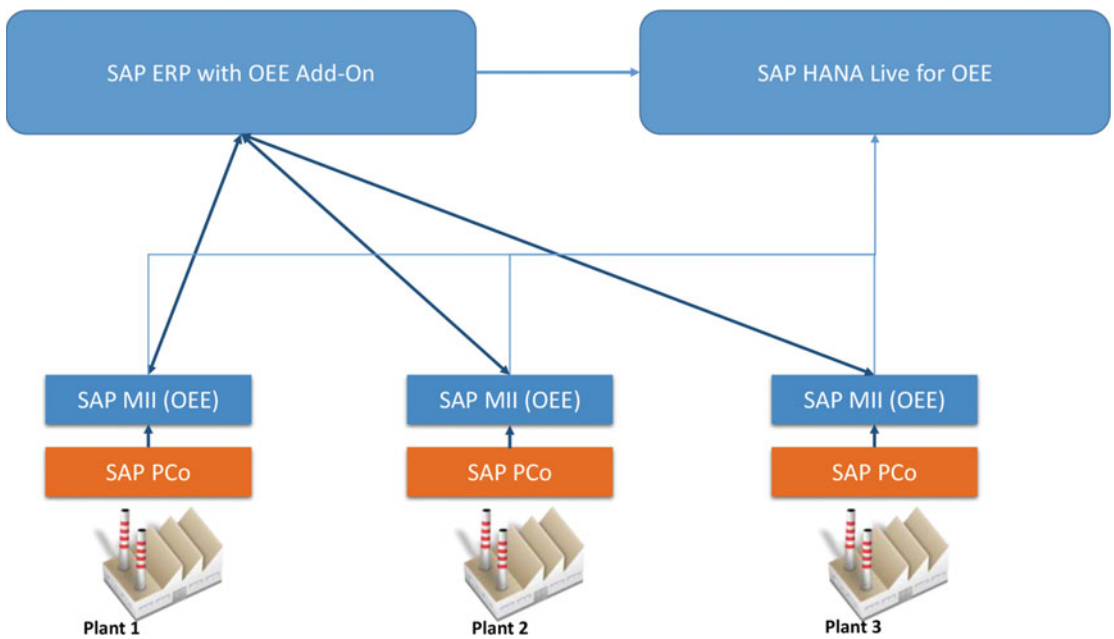 SAP ERP with OEE Add-On
SAP HANA Live for OEE
SAP MII (OEE)
SAP MII (OEE)
SAP MII (OEE)
SAP PCo
SAP PCo
SAP PCo
Plant 1
Plant 2
Plant 3